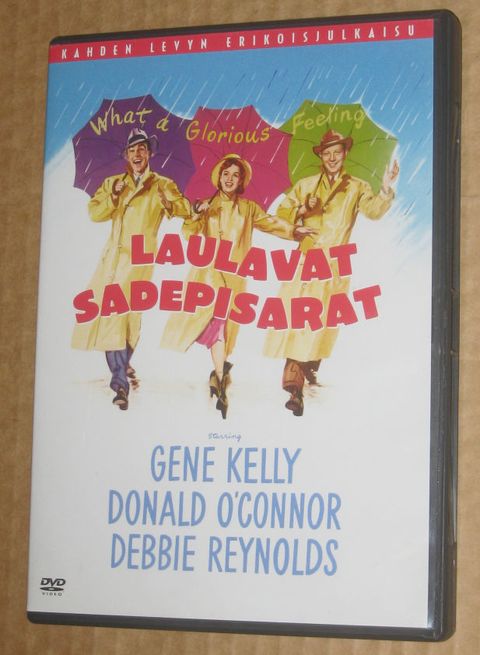 KAHDEN LEVYN ERIKOISJULKAISU
What a Glorious Feeling
LAULAVAT
SADEPISARAT
starring
GENE KELLY
DONALD O'CONNOR
DEBBIE REYNOLDS
DVD
VIDEO